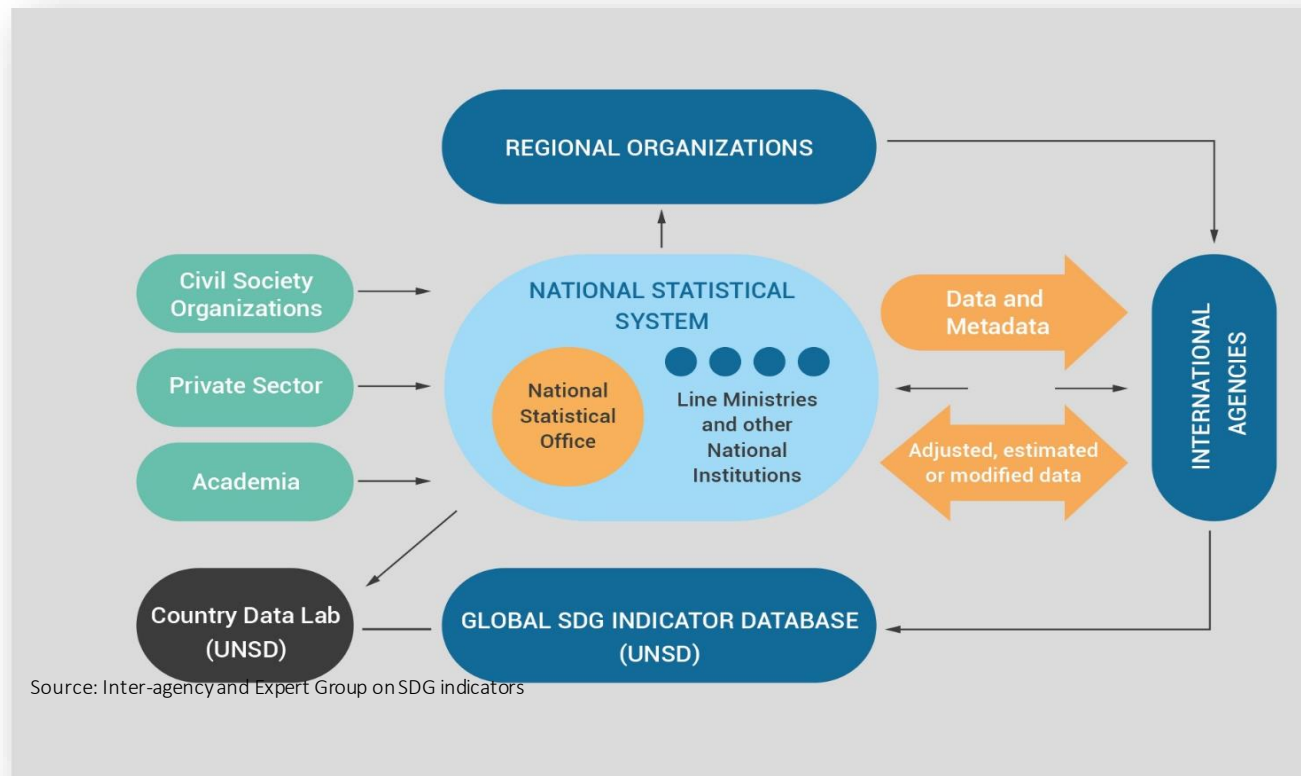 REGIONAL ORGANIZATIONS
Civil Society
Organizations
Private Sector
Academia
NATIONAL STATISTICAL
SYSTEM
National
Statistical
Office
Line Ministries
and other
National
Institutions
Data and
Metadata
Adjusted, estimated
or modified data
INTERNATIONAL
AGENCIES
Country Data Lab
(UNSD)
GLOBAL SDG INDICATOR DATABASE
(UNSD)
Source: Inter-agency and Expert Group on SDG indicators